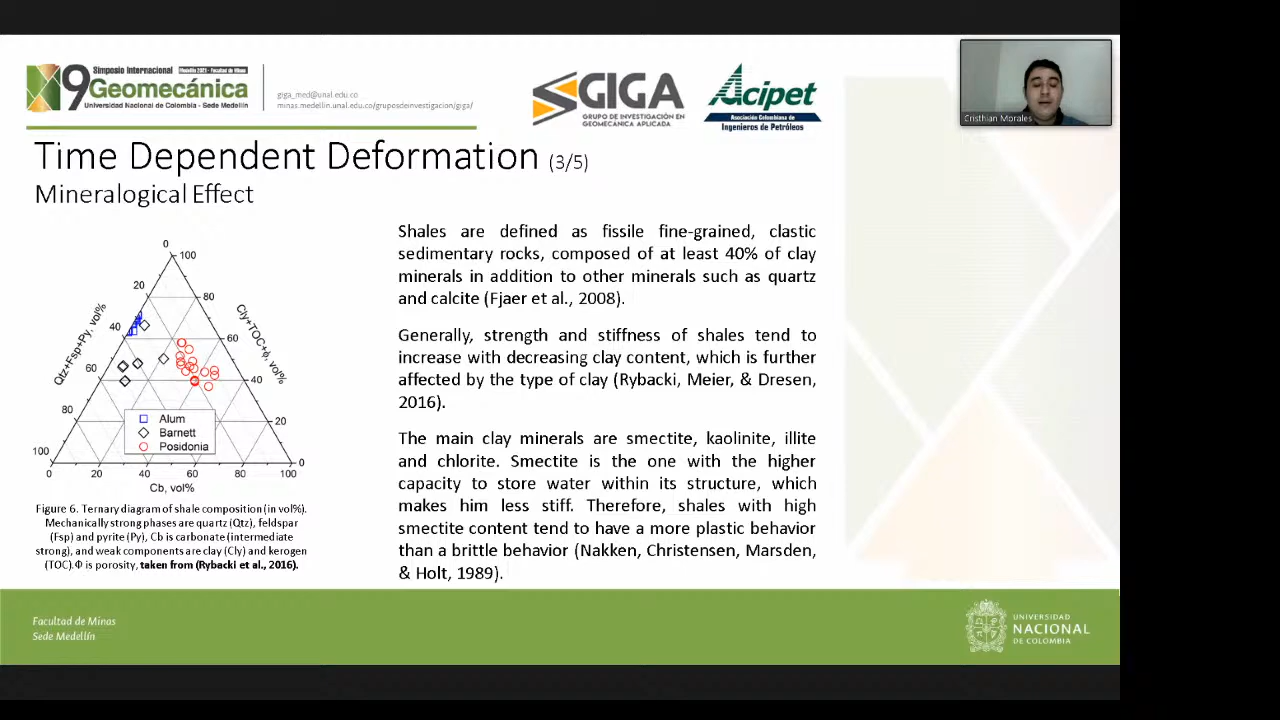 Simposio Internacional Medellín 2021 - Facultad de Minas
9 Geomecánica
Universidad Nacional de Colombia - Sede Medellín
giga_med@unal.edu.co
minas.medellin.unal.edu.co/gruposdeinvestigacion/giga/
GIGA
GRUPO DE INVESTIGACIÓN EN
GEOMECÁNICA APLICADA
Acipet
Asociación Colombiana de
Ingenieros de Petróleos
Cristhian Morales
Time Dependent Deformation (3/5)
Mineralogical Effect
0
100
20
80
40
60
60
40
80
20
100
0
0
20
40
60
80
100
Qtz+Fsp+Py, vol%
Cly+TOC+ϕ, vol%
Cb, vol%
Alum
Barnett
Posidonia
Figure 6. Ternary diagram of shale composition (in vol%).
Mechanically strong phases are quartz (Qtz), feldspar
(Fsp) and pyrite (Py), Cb is carbonate (intermediate
strong), and weak components are clay (Cly) and kerogen
(TOC).Φ is porosity, taken from (Rybacki et al., 2016).
Shales are defined as fissile fine-grained, clastic
sedimentary rocks, composed of at least 40% of clay
minerals in addition to other minerals such as quartz
and calcite (Fjaer et al., 2008).
Generally, strength and stiffness of shales tend to
increase with decreasing clay content, which is further
affected by the type of clay (Rybacki, Meier, & Dresen,
2016).
The main clay minerals are smectite, kaolinite, illite
and chlorite. Smectite is the one with the higher
capacity to store water within its structure, which
makes him less stiff. Therefore, shales with high
smectite content tend to have a more plastic behavior
than a brittle behavior (Nakken, Christensen, Marsden,
& Holt, 1989).
Facultad de Minas
Sede Medellín
UNIVERSIDAD
NACIONAL
DE COLOMBIA